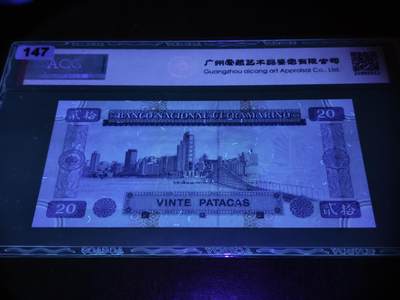 147
ACG
广州爱藏艺术品鉴定有限公司
Guangzhou aicang art Appraisal Co., Ltd.
贰拾
BANCO NACIONAL ULTRAMARINO
20
20
VINTE PATACAS
贰拾